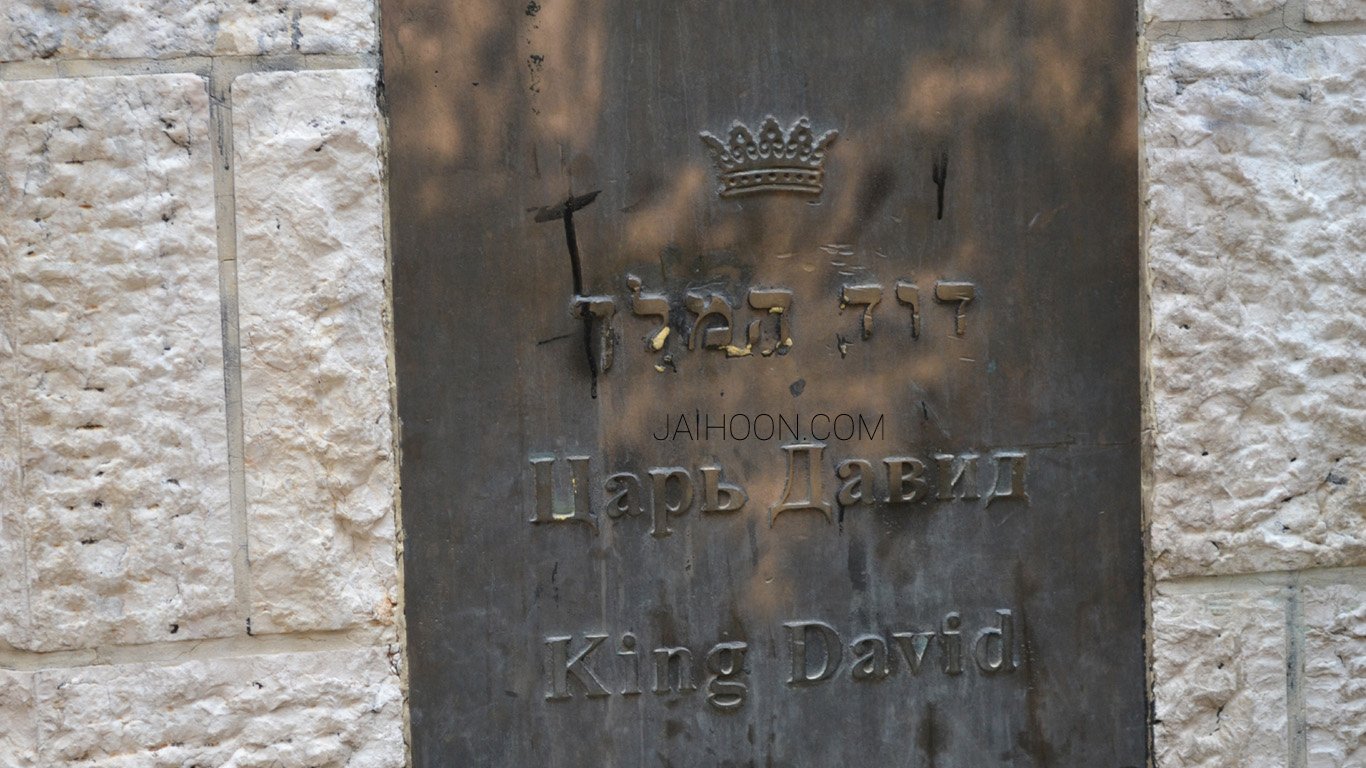 דוד המלך
JAIHOON.COM
Царь Давид
King David